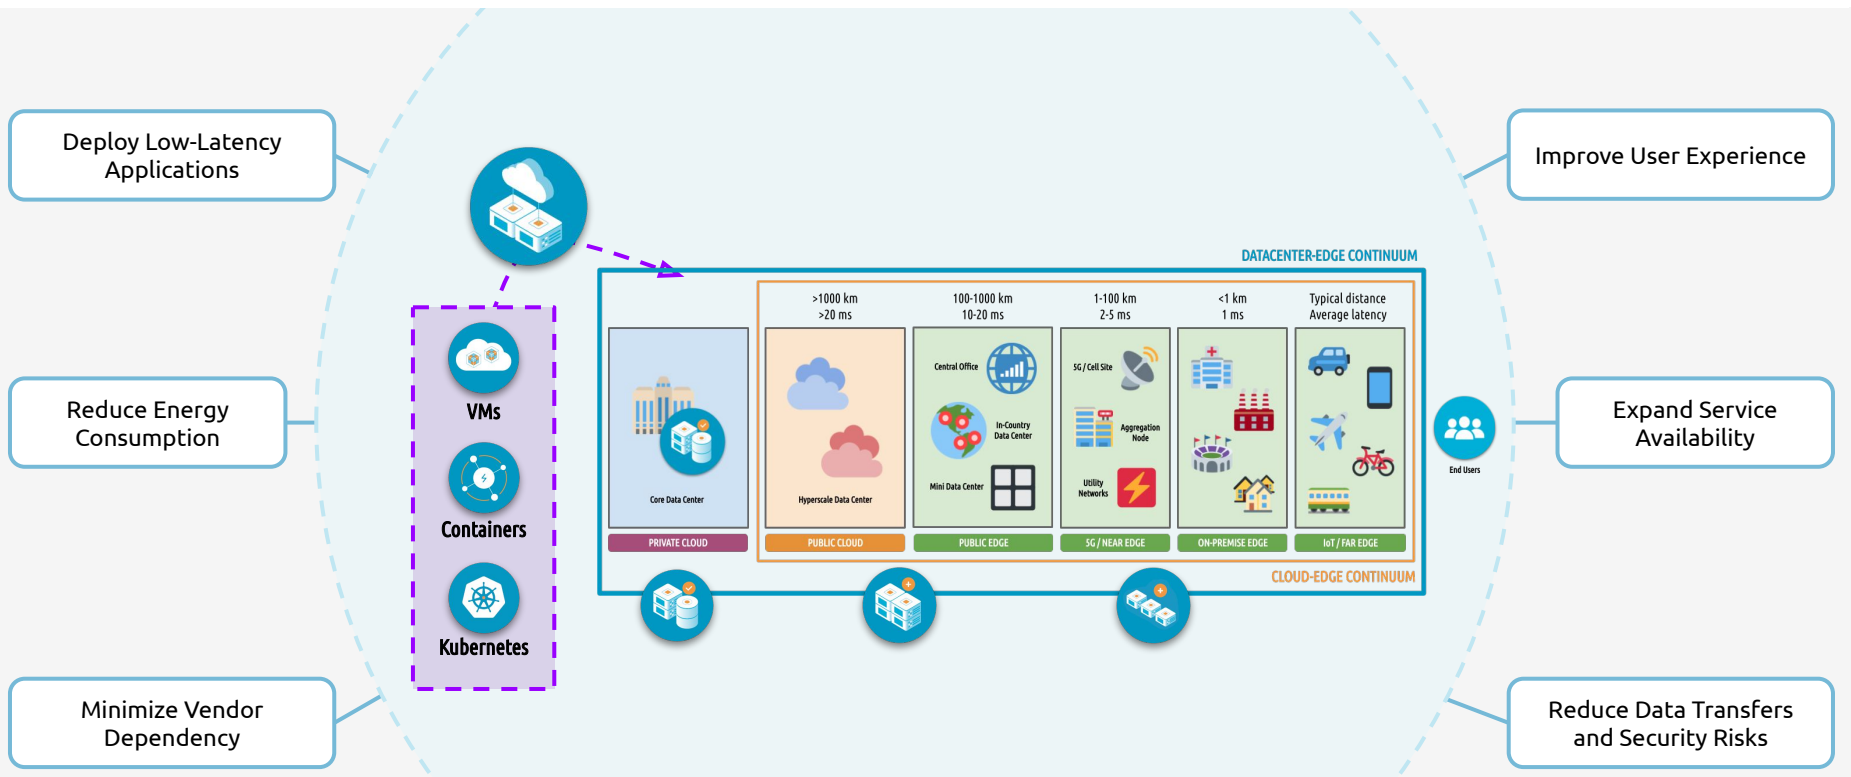 Deploy Low-Latency
Applications
Reduce Energy
Consumption
Minimize Vendor
Dependency
VMs
Containers
Kubernetes
DATACENTER-EDGE CONTINUUM
>1000 km
>20 ms
100-1000 km
10-20 ms
1-100 km
2-5 ms
<1 km
1 ms
Typical distance
Average latency
Core Data Center
PRIVATE CLOUD
Hyperscale Data Center
PUBLIC CLOUD
Central Office
In-Country
Data Center
Mini Data Center
PUBLIC EDGE
5G / Cell Site
Aggregation
Node
Utility
Networks
5G / NEAR EDGE
ON-PREMISE EDGE
IoT / FAR EDGE
CLOUD-EDGE CONTINUUM
End Users
Improve User Experience
Expand Service
Availability
Reduce Data Transfers
and Security Risks